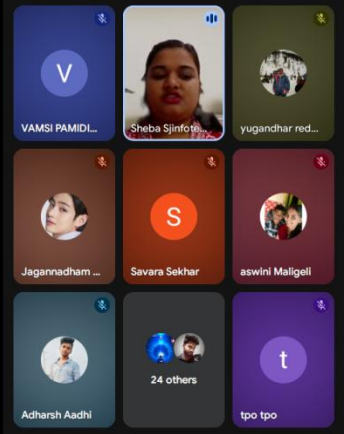 V
VAMSI PAMIDI...
Sheba Sjinfote...
yugandhar red...
Jagannadham ...
S
Savara Sekhar
aswini Maligeli
Adharsh Aadhi
24 others
t
tpo tpo